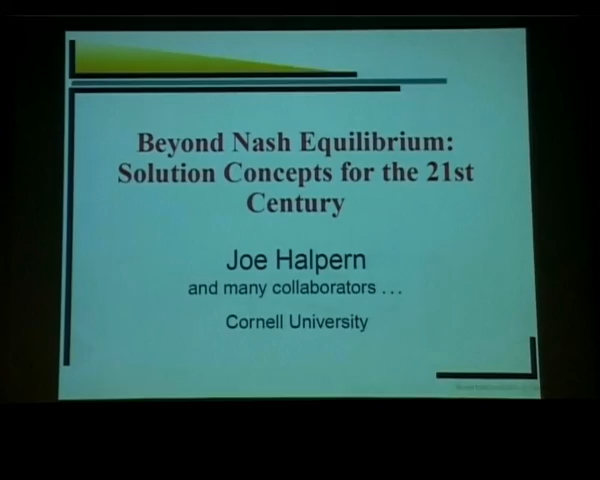 Beyond Nash Equilibrium:
Solution Concepts for the 21st
Century
Joe Halpern
and many collaborators . . .
Cornell University